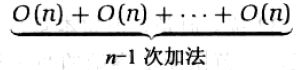 O(n) + O(n) + ⋯ + O(n)
n−1 次加法